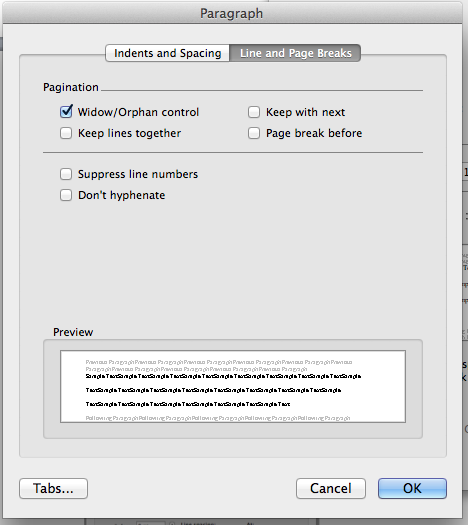 Paragraph
Indents and Spacing Line and Page Breaks
Pagination
Widow/Orphan control Keep with next
Keep lines together Page break before
Suppress line numbers
Don't hyphenate
Preview
Previous Paragraph Previous Paragraph Previous Paragraph Previous Paragraph Previous Paragraph Previous
Paragraph Previous Paragraph Previous Paragraph Previous Paragraph Previous Paragraph
Sample Text Sample Text Sample Text Sample Text Sample Text Sample Text Sample Text Sample Text Sample
Text Sample Text Sample Text Sample Text Sample Text Sample Text Sample Text Sample
Text Sample Text Sample Text Sample Text Sample Text Sample Text Sample Text
Following Paragraph Following Paragraph Following Paragraph Following Paragraph Following Paragraph
Tabs... Cancel OK